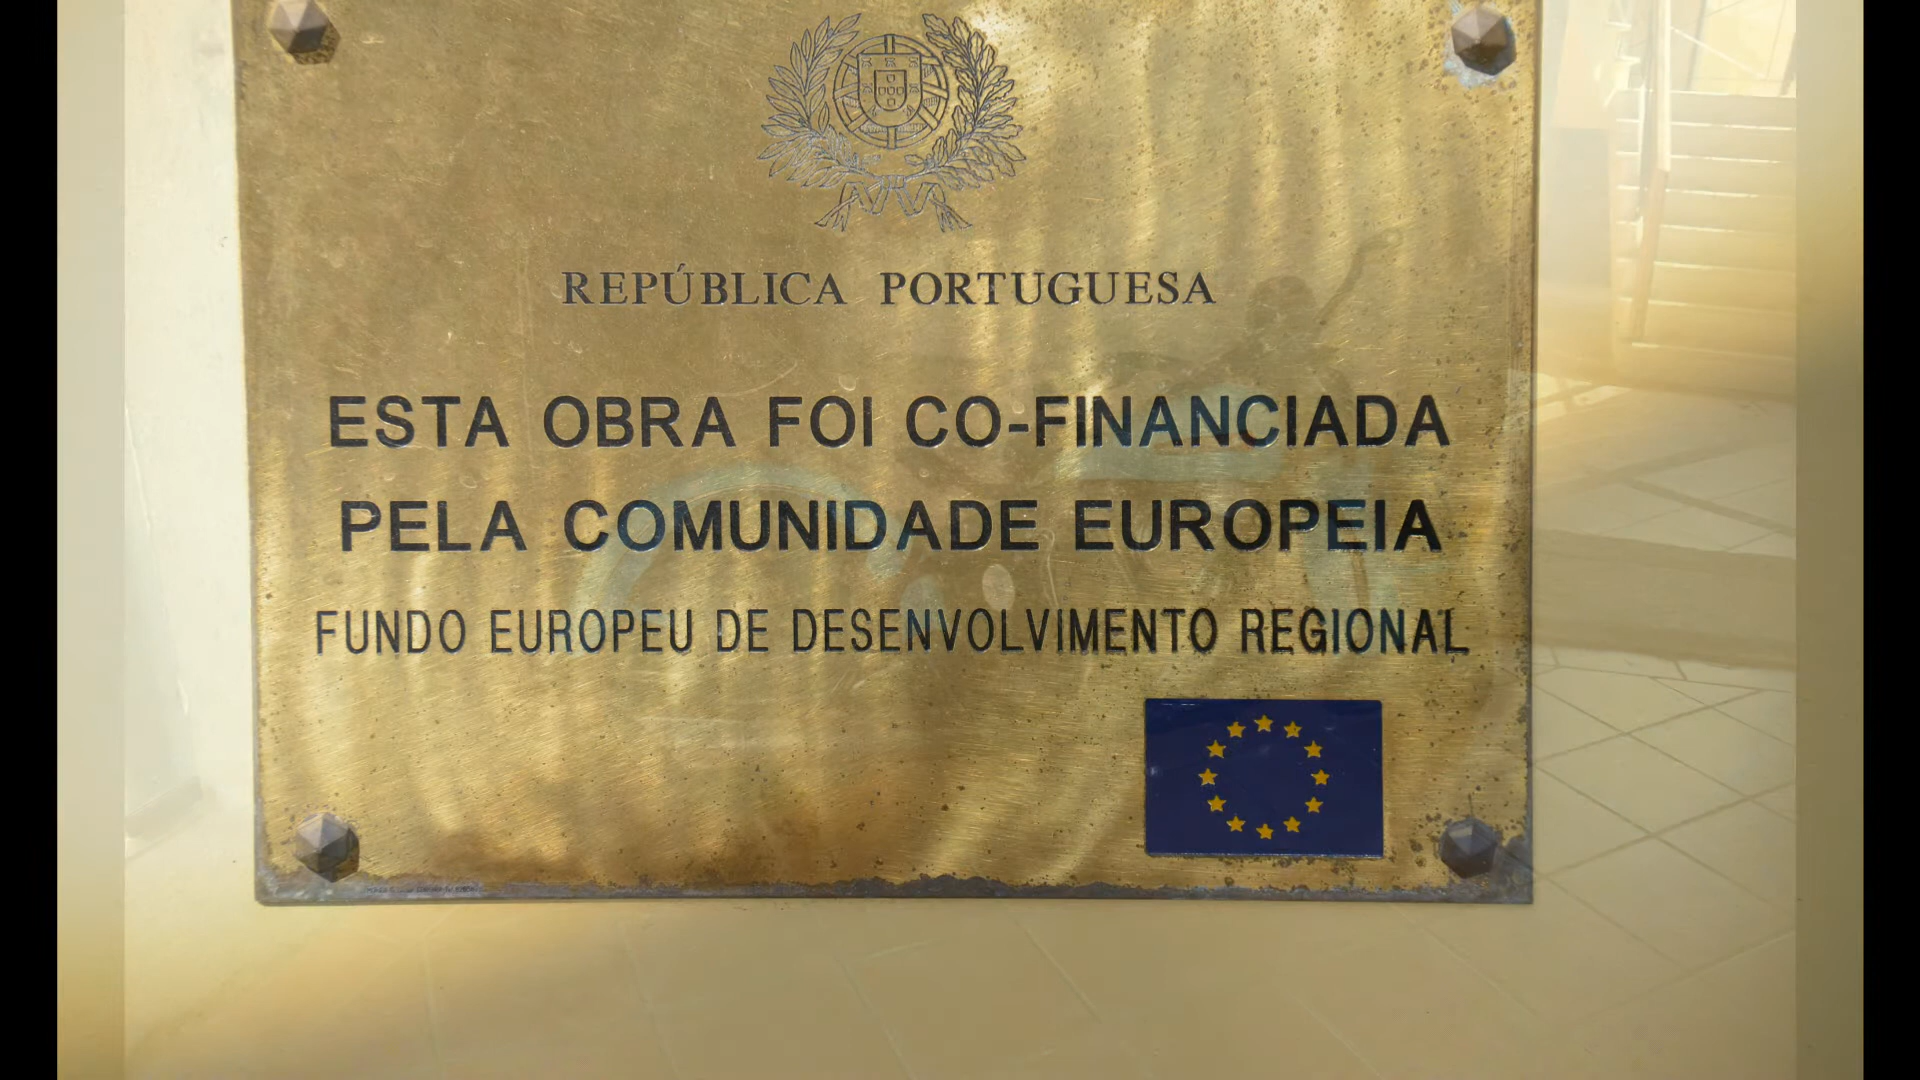 REPÚBLICA PORTUGUESA
ESTA OBRA FOI CO-FINANCIADA
PELA COMUNIDADE EUROPEIA
FUNDO EUROPEU DE DESENVOLVIMENTO REGIONAL